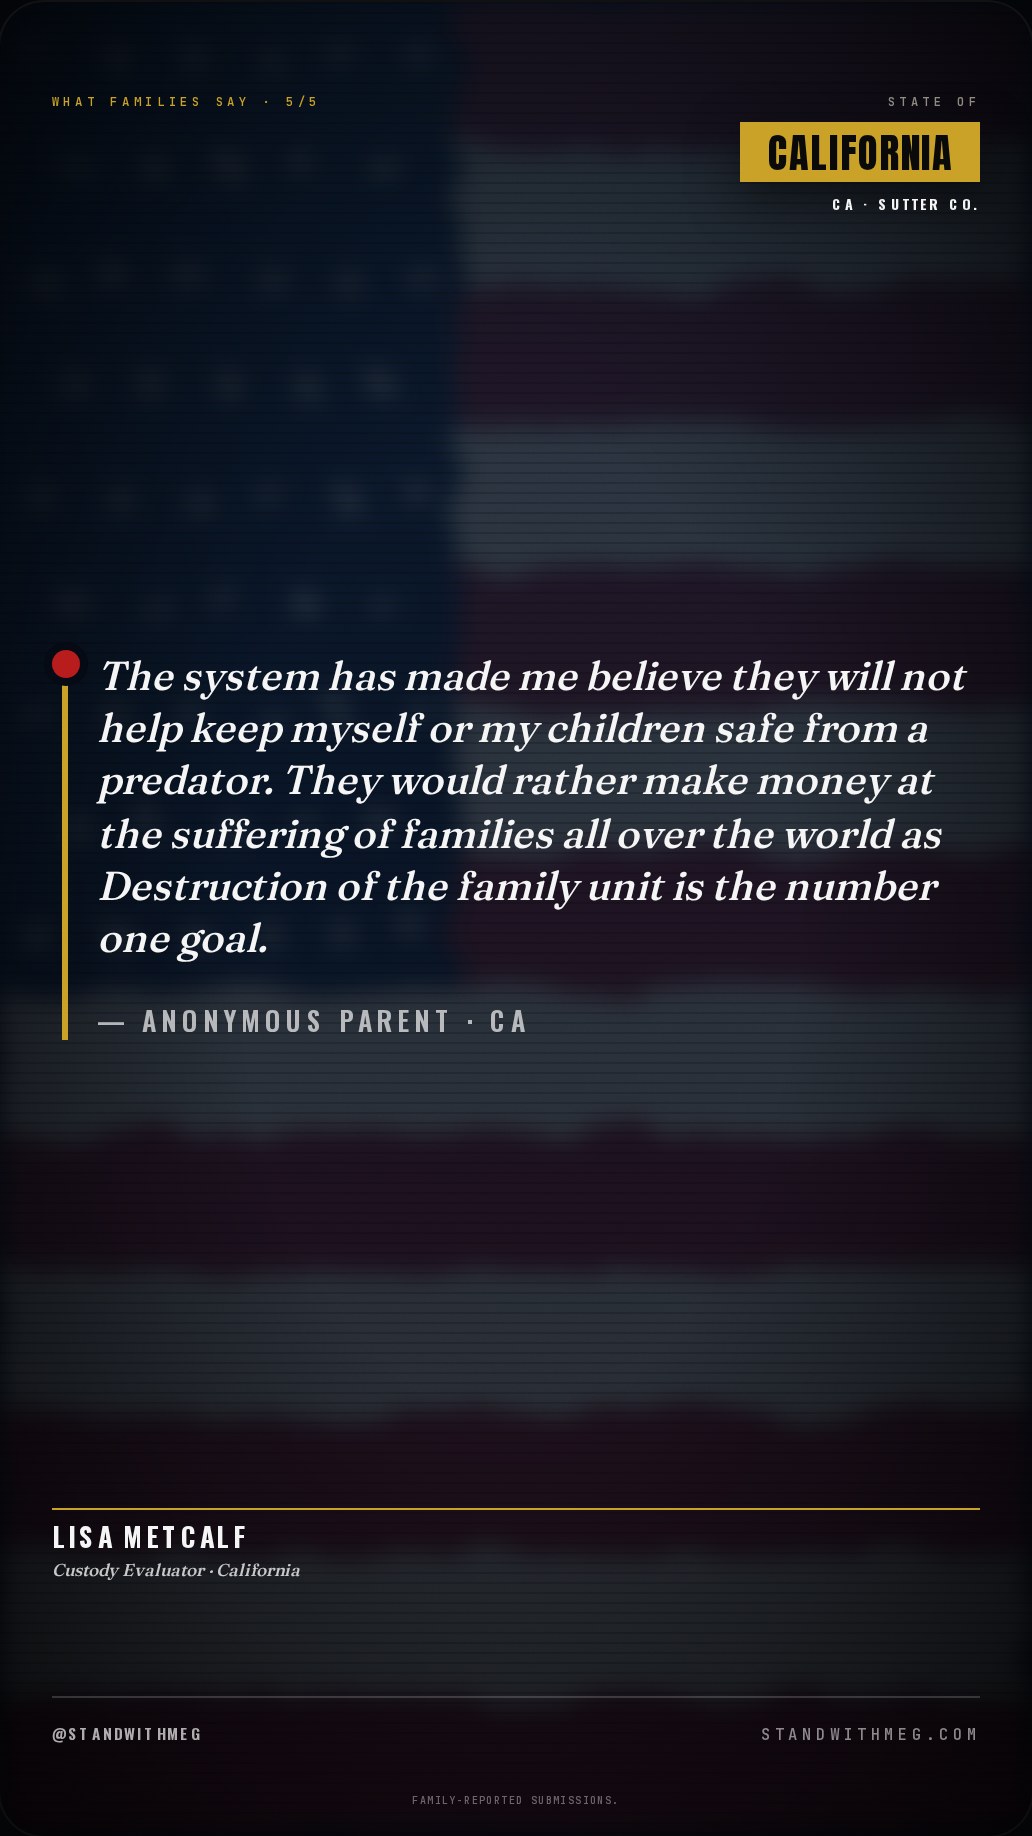 WHAT FAMILIES SAY · 5/5
STATE OF
CALIFORNIA
CA · SUTTER CO.
The system has made me believe they will not
help keep myself or my children safe from a
predator. They would rather make money at
the suffering of families all over the world as
Destruction of the family unit is the number
one goal.
— ANONYMOUS PARENT · CA
LISA METCALF
Custody Evaluator · California
@STANDWITHMEG
STANDWITHMEG.COM
FAMILY-REPORTED SUBMISSIONS.